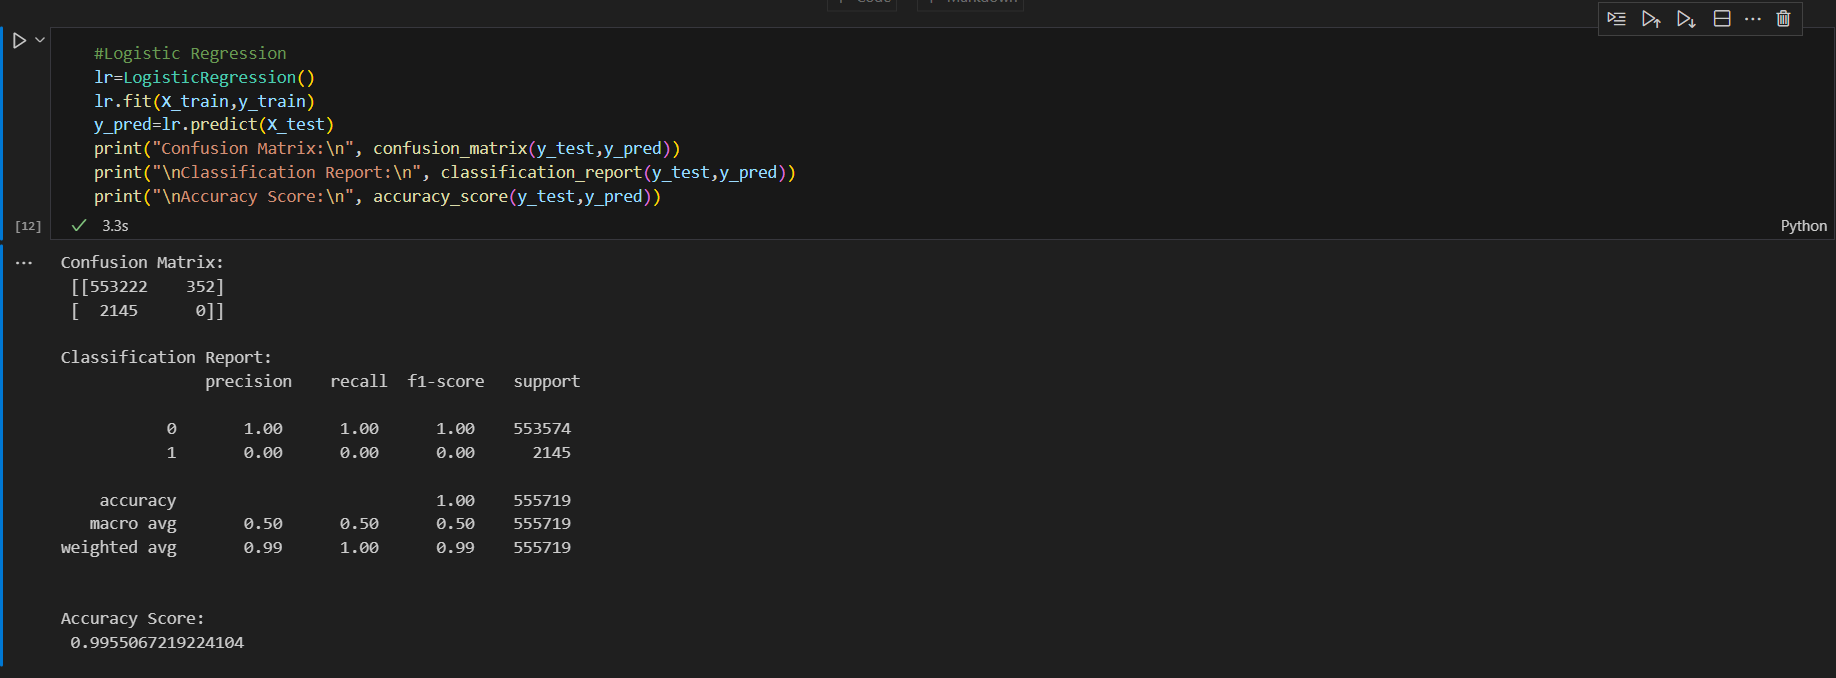 + Code + Markdown
#Logistic Regression
lr=LogisticRegression()
lr.fit(X_train,y_train)
y_pred=lr.predict(X_test)
print("Confusion Matrix:\n", confusion_matrix(y_test,y_pred))
print("\nClassification Report:\n", classification_report(y_test,y_pred))
print("\nAccuracy Score:\n", accuracy_score(y_test,y_pred))
[12] ✓ 3.3s Python
... Confusion Matrix:
[[553222 352]
[ 2145 0]]
Classification Report:
precision recall f1-score support
0 1.00 1.00 1.00 553574
1 0.00 0.00 0.00 2145
accuracy 1.00 555719
macro avg 0.50 0.50 0.50 555719
weighted avg 0.99 1.00 0.99 555719
Accuracy Score:
0.9955067219224104